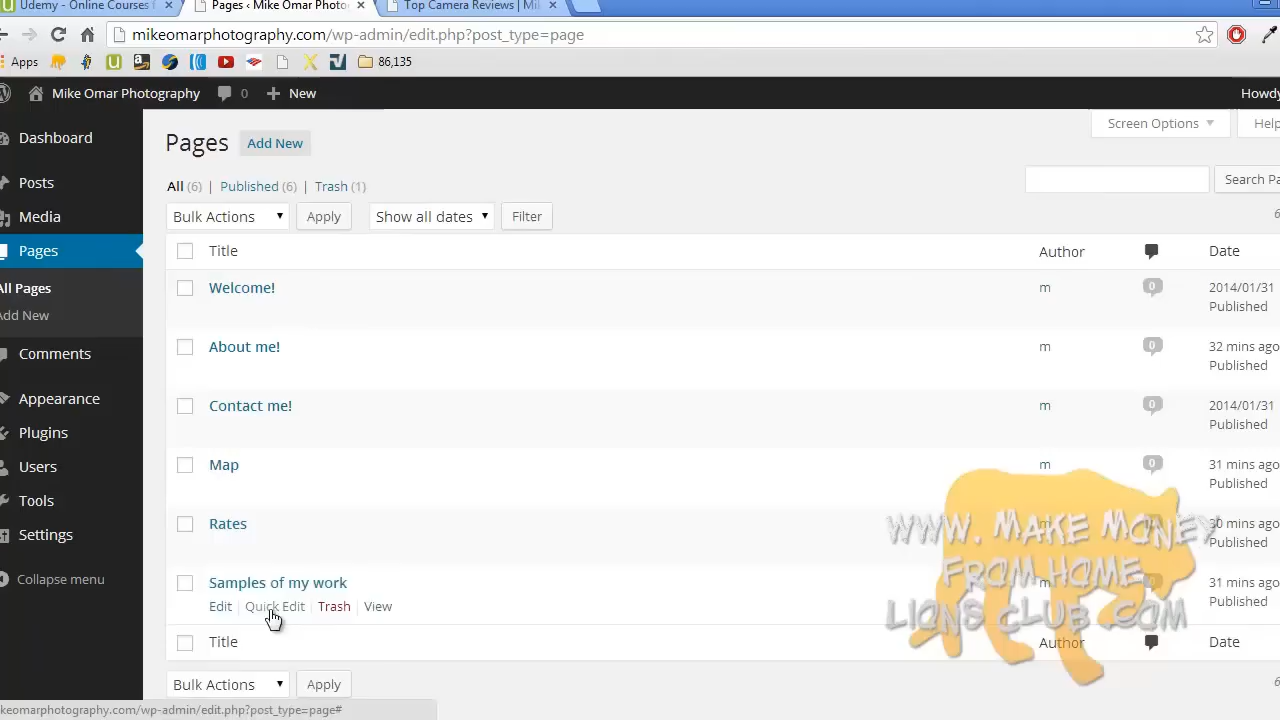 Udemy - Online Courses f
Pages ‹ Mike Omar Photo
Top Camera Reviews | Mi
mikeomarphotography.com/wp-admin/edit.php?post_type=page
Apps
86,135
Mike Omar Photography
0
New
Howdy
Dashboard
Posts
Media
Pages
All Pages
Add New
Comments
Appearance
Plugins
Users
Tools
Settings
Collapse menu
Screen Options
Help
Pages Add New
All (6) | Published (6) | Trash (1)
Search Pa
Bulk Actions Apply Show all dates Filter 6
Title Author Date
Welcome! m 0 2014/01/31
Published
About me! m 0 32 mins ago
Published
Contact me! m 0 2014/01/31
Published
Map m 0 31 mins ago
Published
Rates m 30 mins ago
Published
Samples of my work m 31 mins ago
Edit | Quick Edit | Trash | View Published
Title Author Date
Bulk Actions Apply 6
WWW. MAKE MONEY
FROM HOME
LIONS CLUB .COM
keomarphotography.com/wp-admin/edit.php?post_type=page#